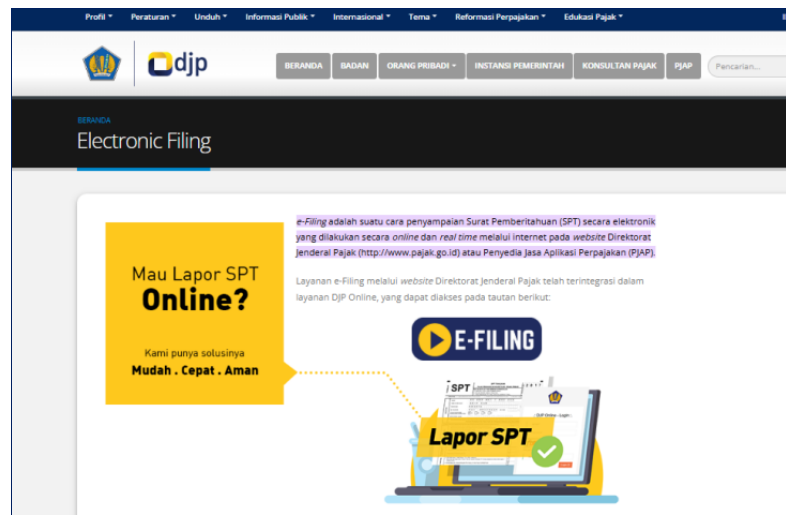 Profil Peraturan Unduh Informasi Publik Internasional Tema Reformasi Perpajakan Edukasi Pajak
djp
BERANDA BADAN ORANG PRIBADI INSTANSI PEMERINTAH KONSULTAN PAJAK PJAP Pencarian...
BERANDA
Electronic Filing
e-Filing adalah suatu cara penyampaian Surat Pemberitahuan (SPT) secara elektronik
yang dilakukan secara online dan real time melalui internet pada website Direktorat
Jenderal Pajak (http://www.pajak.go.id) atau Penyedia Jasa Aplikasi Perpajakan (PJAP).
Layanan e-Filing melalui website Direktorat Jenderal Pajak telah terintegrasi dalam
layanan DJP Online, yang dapat diakses pada tautan berikut:
Mau Lapor SPT
Online?
Kami punya solusinya
Mudah . Cepat . Aman
E-FILING
SPT
DJP Online - Login
Lapor SPT